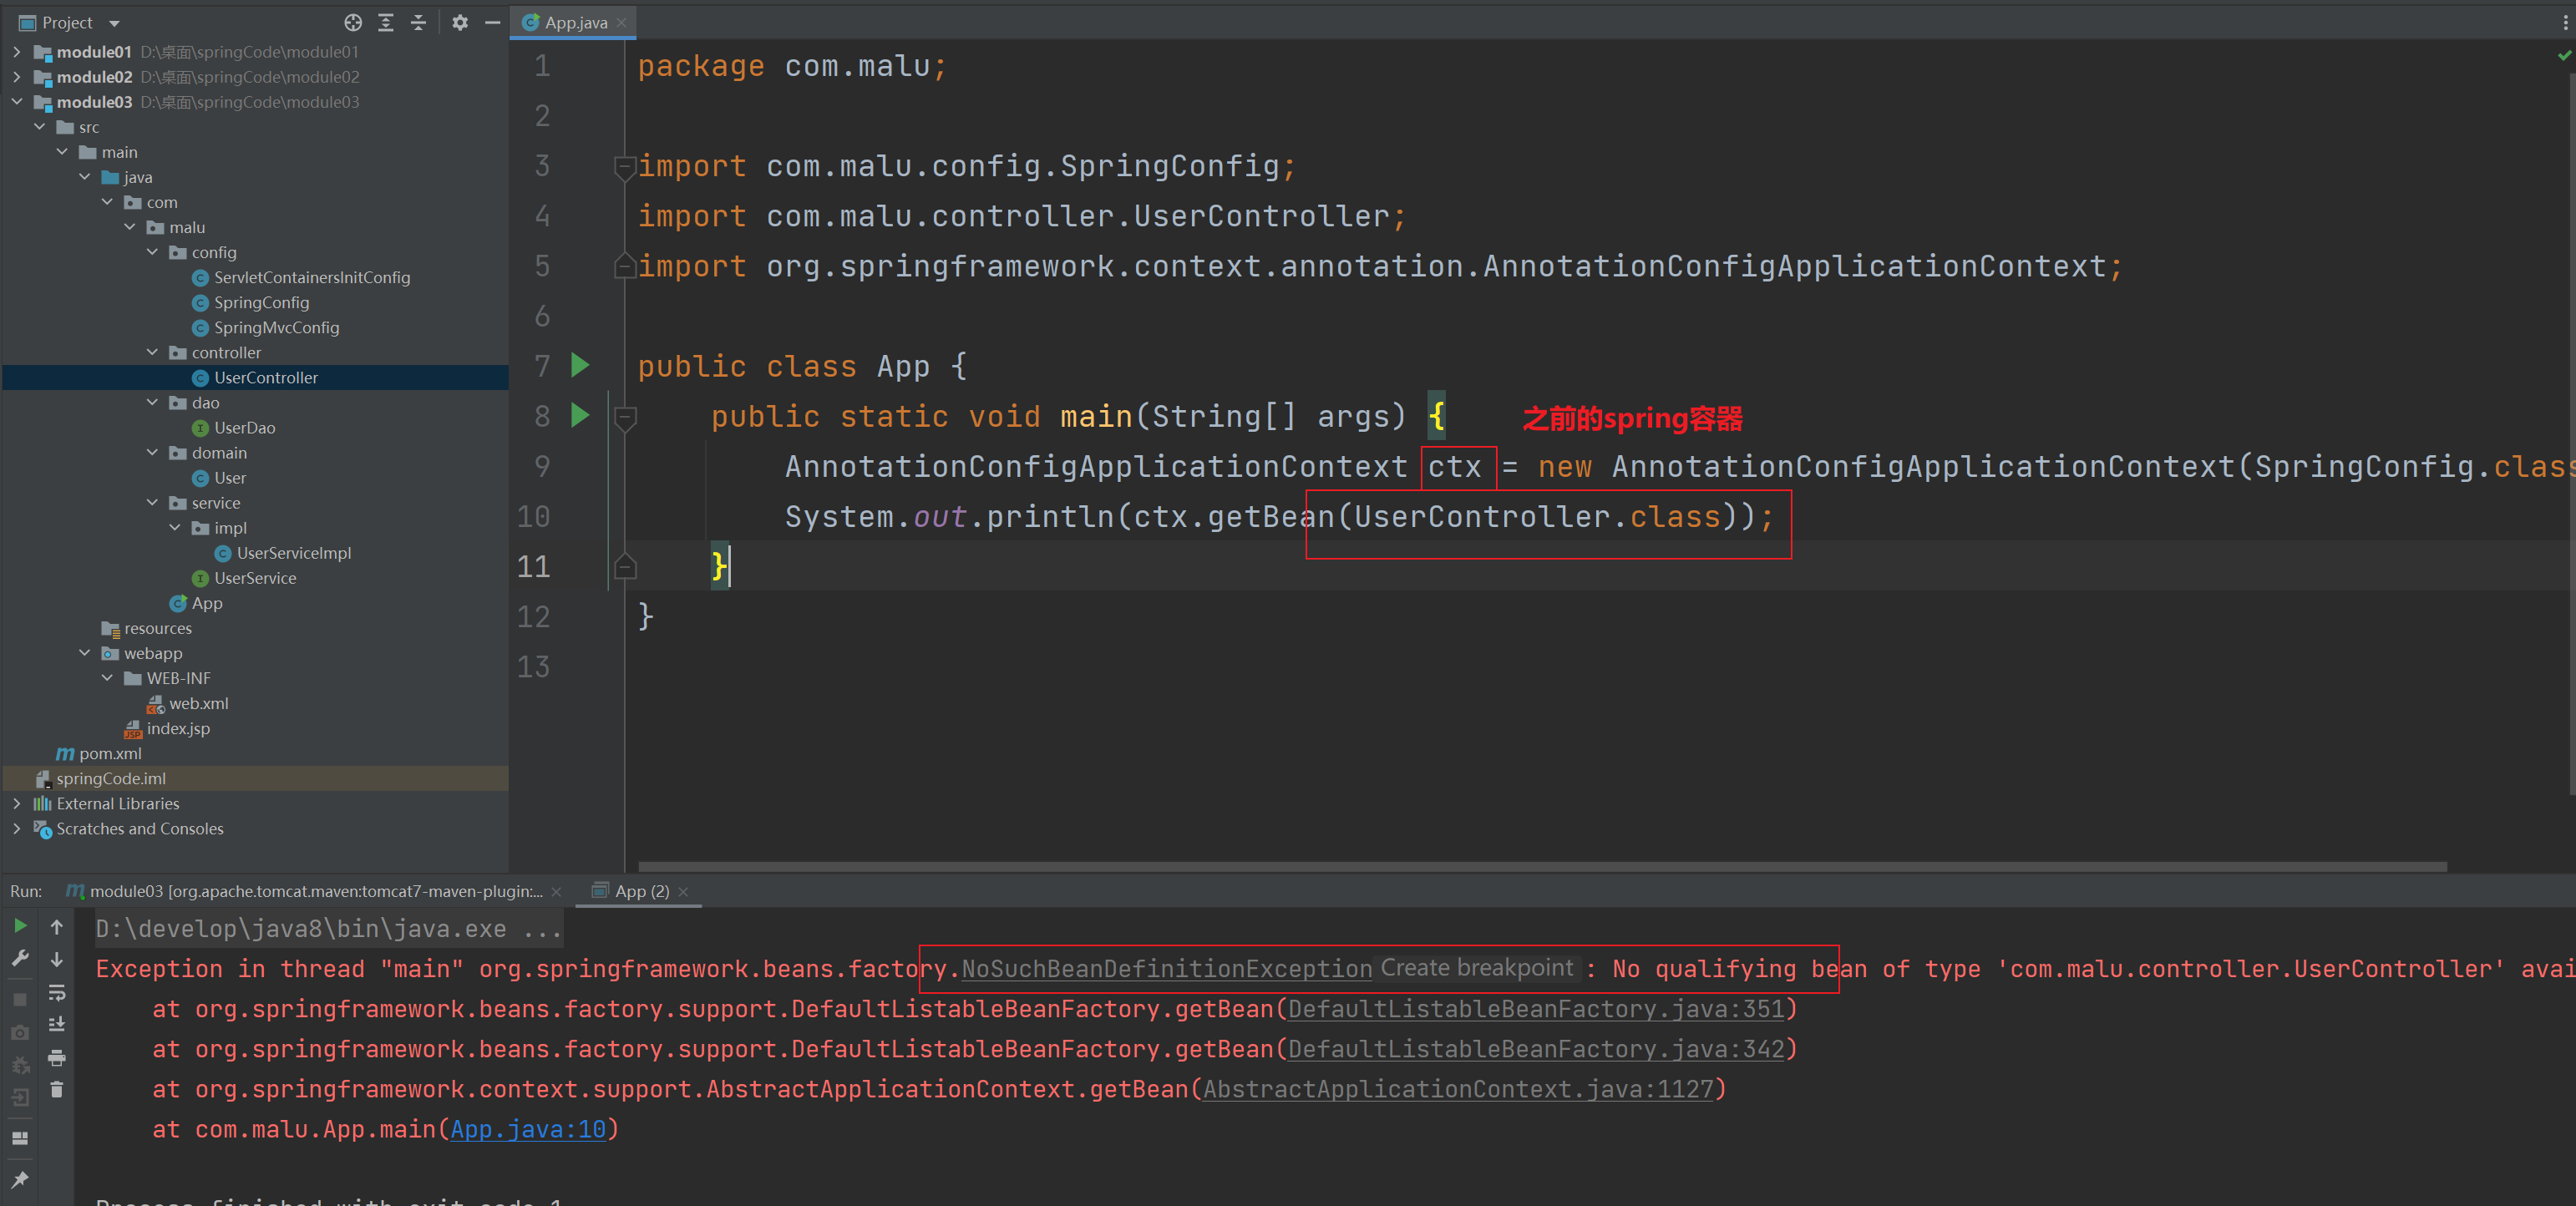 Project
module01 D:\桌面\springCode\module01
module02 D:\桌面\springCode\module02
module03 D:\桌面\springCode\module03
src
main
java
com
malu
config
ServletContainersInitConfig
SpringConfig
SpringMvcConfig
controller
UserController
dao
UserDao
domain
User
service
impl
UserServiceImpl
UserService
App
resources
webapp
WEB-INF
web.xml
index.jsp
pom.xml
springCode.iml
External Libraries
Scratches and Consoles
App.java
1 package com.malu;
2
3 import com.malu.config.SpringConfig;
4 import com.malu.controller.UserController;
5 import org.springframework.context.annotation.AnnotationConfigApplicationContext;
6
7 public class App {
8 public static void main(String[] args) { 之前的spring容器
9 AnnotationConfigApplicationContext ctx = new AnnotationConfigApplicationContext(SpringConfig.class
10 System.out.println(ctx.getBean(UserController.class));
11 }
12 }
13
Run: module03 [org.apache.tomcat.maven:tomcat7-maven-plugin:... App (2)
D:\develop\java8\bin\java.exe ...
Exception in thread "main" org.springframework.beans.factory.NoSuchBeanDefinitionException Create breakpoint : No qualifying bean of type 'com.malu.controller.UserController' avai
at org.springframework.beans.factory.support.DefaultListableBeanFactory.getBean(DefaultListableBeanFactory.java:351)
at org.springframework.beans.factory.support.DefaultListableBeanFactory.getBean(DefaultListableBeanFactory.java:342)
at org.springframework.context.support.AbstractApplicationContext.getBean(AbstractApplicationContext.java:1127)
at com.malu.App.main(App.java:10)
Process finished with exit code 1